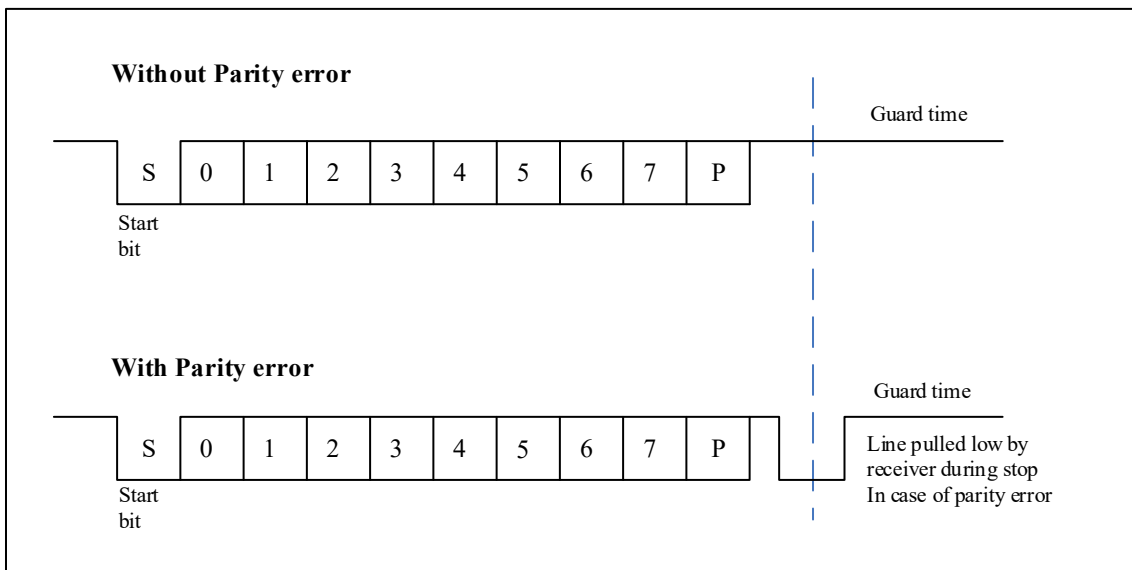 Without Parity error
Guard time
S 0 1 2 3 4 5 6 7 P
Start
bit
With Parity error
Guard time
S 0 1 2 3 4 5 6 7 P
Line pulled low by
receiver during stop
In case of parity error
Start
bit